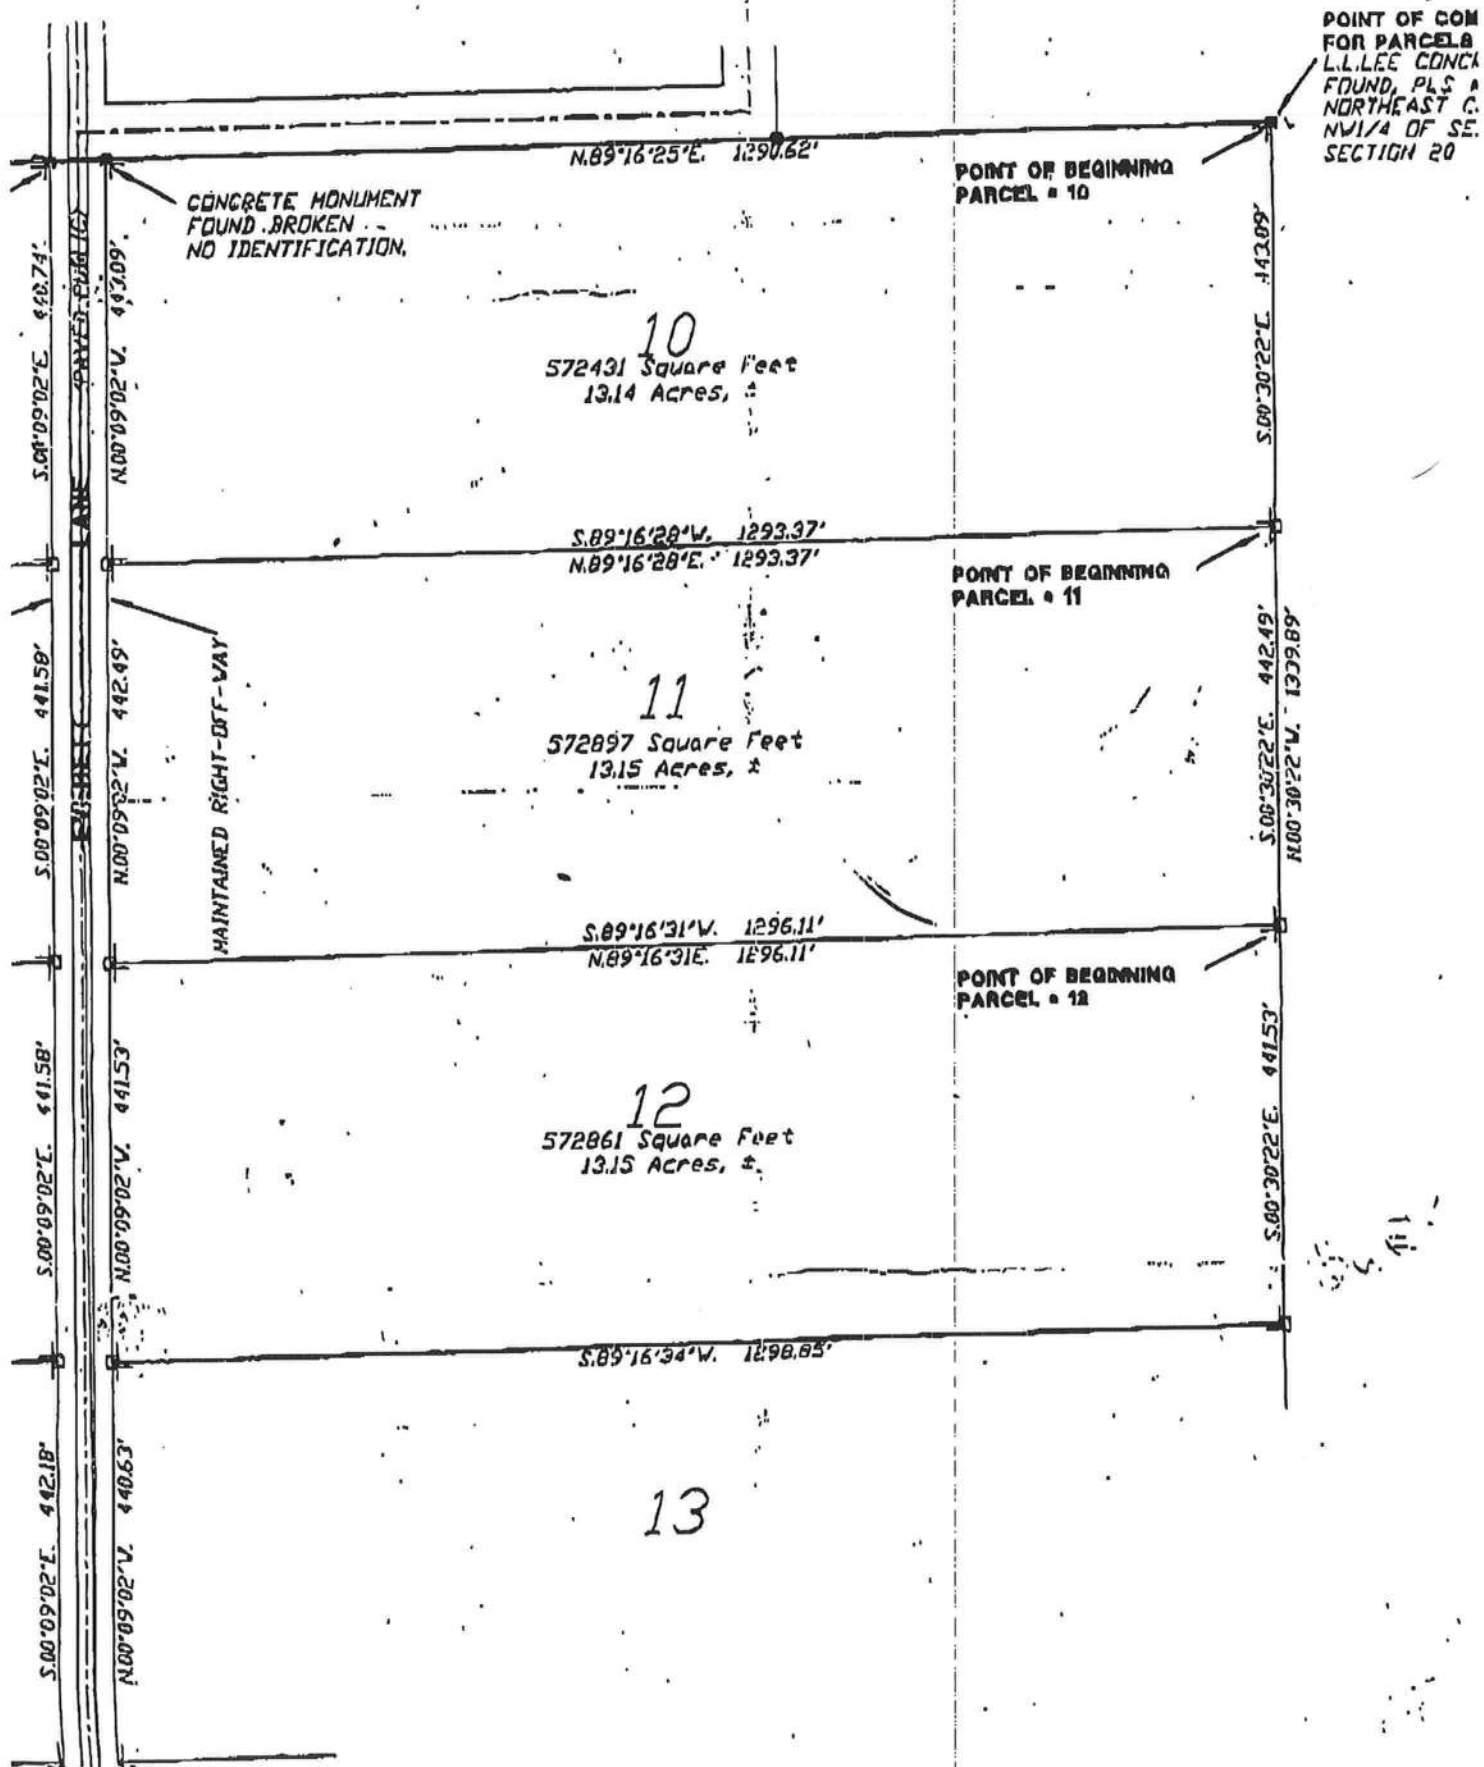 POINT OF COM
FOR PARCELS
L.L.LEE CONC
FOUND, PLS
NORTHEAST C.
NW1/4 OF SE.
SECTION 20
N.89°16'25"E. 1290.62'
POINT OF BEGINNING
PARCEL # 10
CONCRETE MONUMENT
FOUND BROKEN
NO IDENTIFICATION.
S.00°09'02"E. 440.74'
PAVED PUBLIC)
N.00°09'02"W. 443.09'
S.00°30'22"E. 443.09'
10
572431 Square Feet
13.14 Acres, ±
LANE
S.89°16'28"W. 1293.37'
N.89°16'28"E. 1293.37'
POINT OF BEGINNING
PARCEL # 11
S.00°09'02"E. 441.59'
N.00°09'02"W. 442.49'
MAINTAINED RIGHT-OFF-WAY
S.00°30'22"E. 442.49'
N.00°30'22"W. 1339.89'
11
572897 Square Feet
13.15 Acres, ±
S.89°16'31"W. 1296.11'
N.89°16'31E. 1296.11'
POINT OF BEGINNING
PARCEL # 12
S.00°09'02"E. 441.58'
N.00°09'02"W. 441.53'
S.00°30'22"E. 441.53'
12
572861 Square Feet
13.15 Acres, ±.
S.89°16'34"W. 1298.85'
S.00°09'02"E. 442.18'
N.00°09'02"W. 440.63'
13